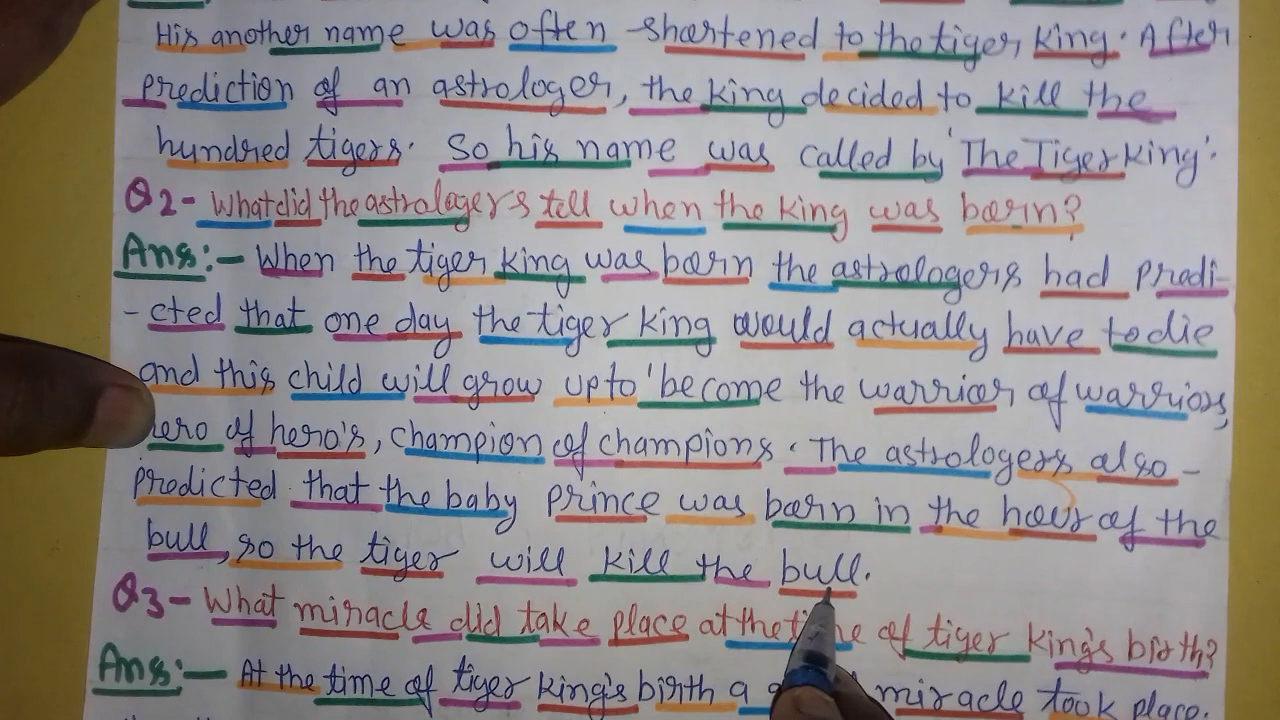 His another name was often shortened to the tiger king. After
prediction of an astrologer, the king decided to kill the
hundred tigers. So his name was called by 'The Tiger King'.
Q2- What did the astrologers tell when the king was born?
Ans:- When the tiger king was born the astrologers had predi-
-cted that one day the tiger king would actually have to die
and this child will grow up to 'become the warrior of warriors,
hero of hero's, champion of champions. The astrologers also -
predicted that the baby prince was born in the hour of the
bull, so the tiger will kill the bull.
Q3- What miracle did take place at the time of tiger king's birth?
Ans:- At the time of tiger king's birth a miracle took place.